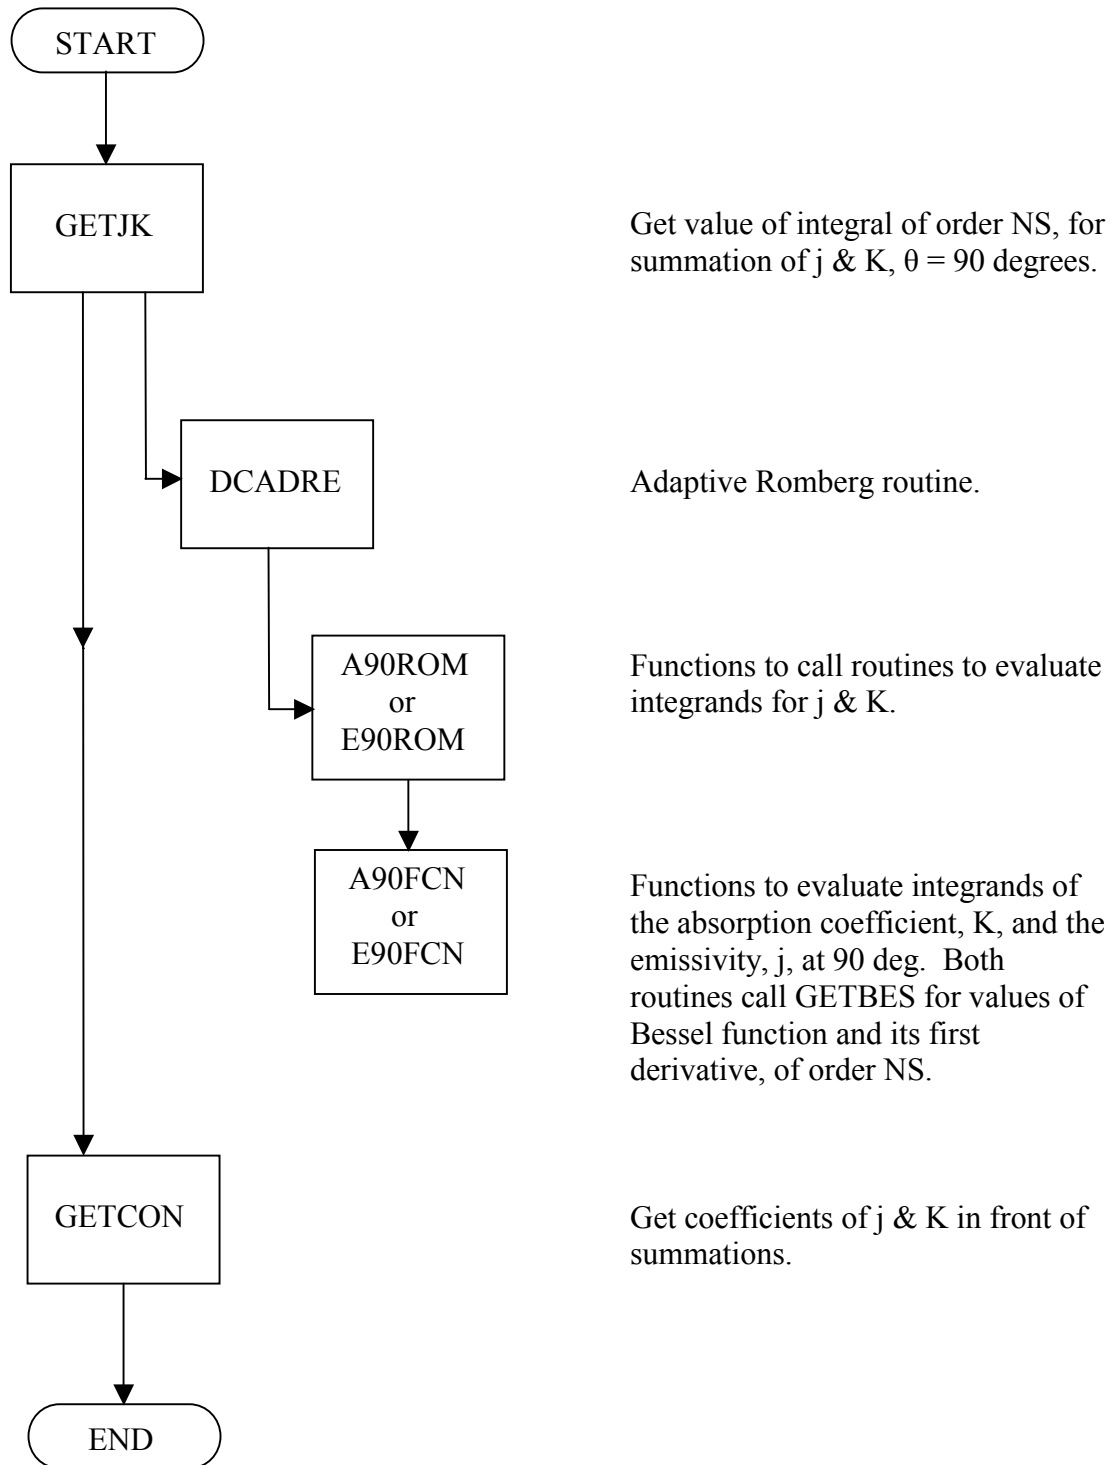 START
GETJK
Get value of integral of order NS, for
summation of j & K, θ = 90 degrees.
DCADRE
Adaptive Romberg routine.
A90ROM
or
E90ROM
Functions to call routines to evaluate
integrands for j & K.
A90FCN
or
E90FCN
Functions to evaluate integrands of
the absorption coefficient, K, and the
emissivity, j, at 90 deg.  Both
routines call GETBES for values of
Bessel function and its first
derivative, of order NS.
GETCON
Get coefficients of j & K in front of
summations.
END